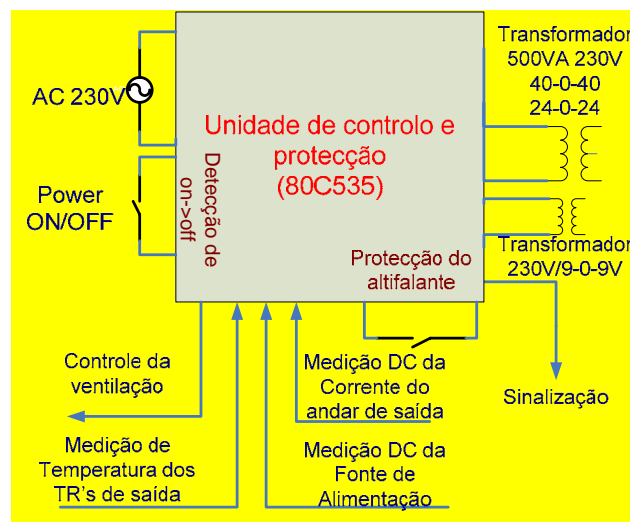 Transformador
500VA 230V
40-0-40
24-0-24
AC 230V
Unidade de controlo e
protecção
(80C535)
Detecção de
on->off
Power
ON/OFF
Protecção do
altifalante
Transformador
230V/9-0-9V
Controle da
ventilação
Medição DC da
Corrente do
andar de saída
Sinalização
Medição de
Temperatura dos
TR's de saída
Medição DC da
Fonte de
Alimentação